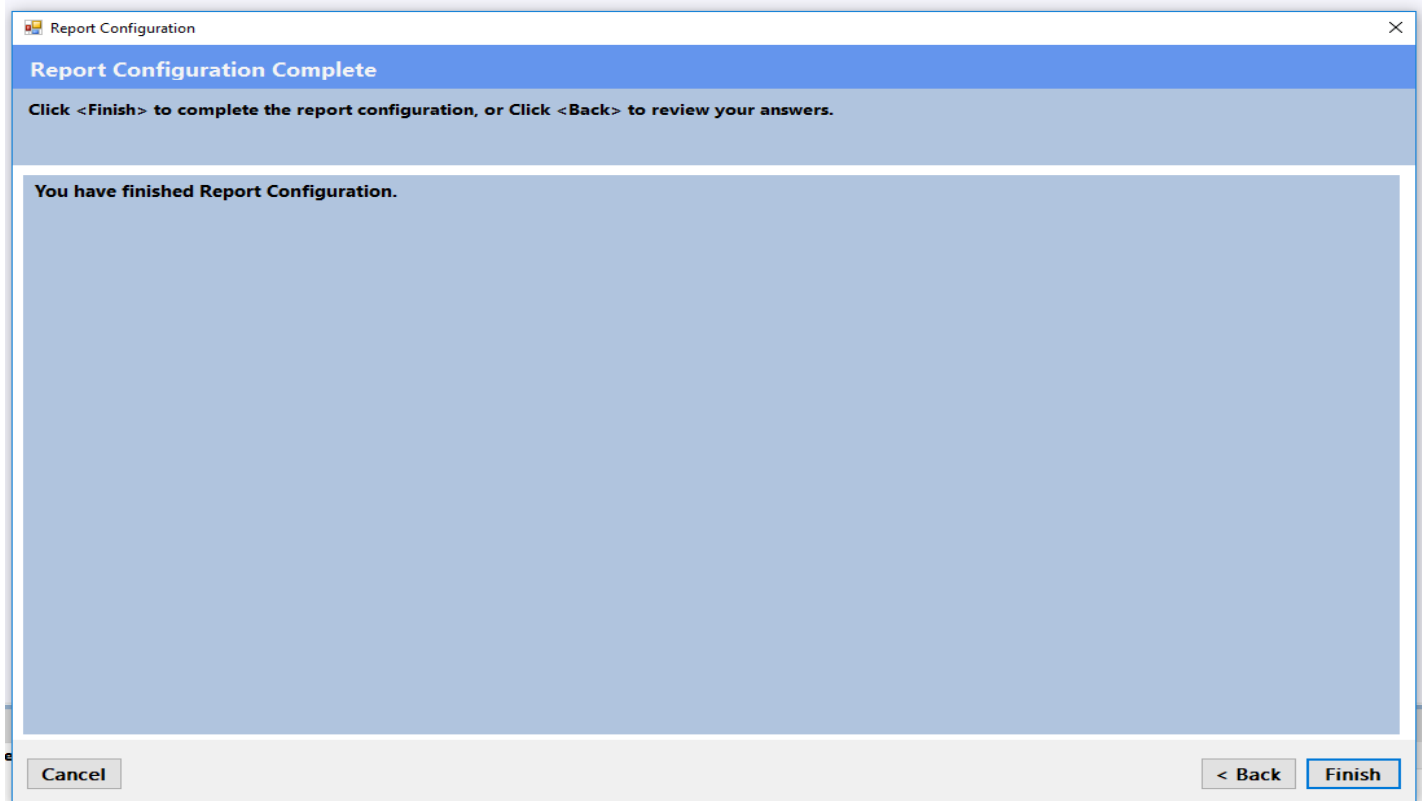 Report Configuration
Report Configuration Complete
Click <Finish> to complete the report configuration, or Click <Back> to review your answers.
You have finished Report Configuration.
Cancel
< Back
Finish